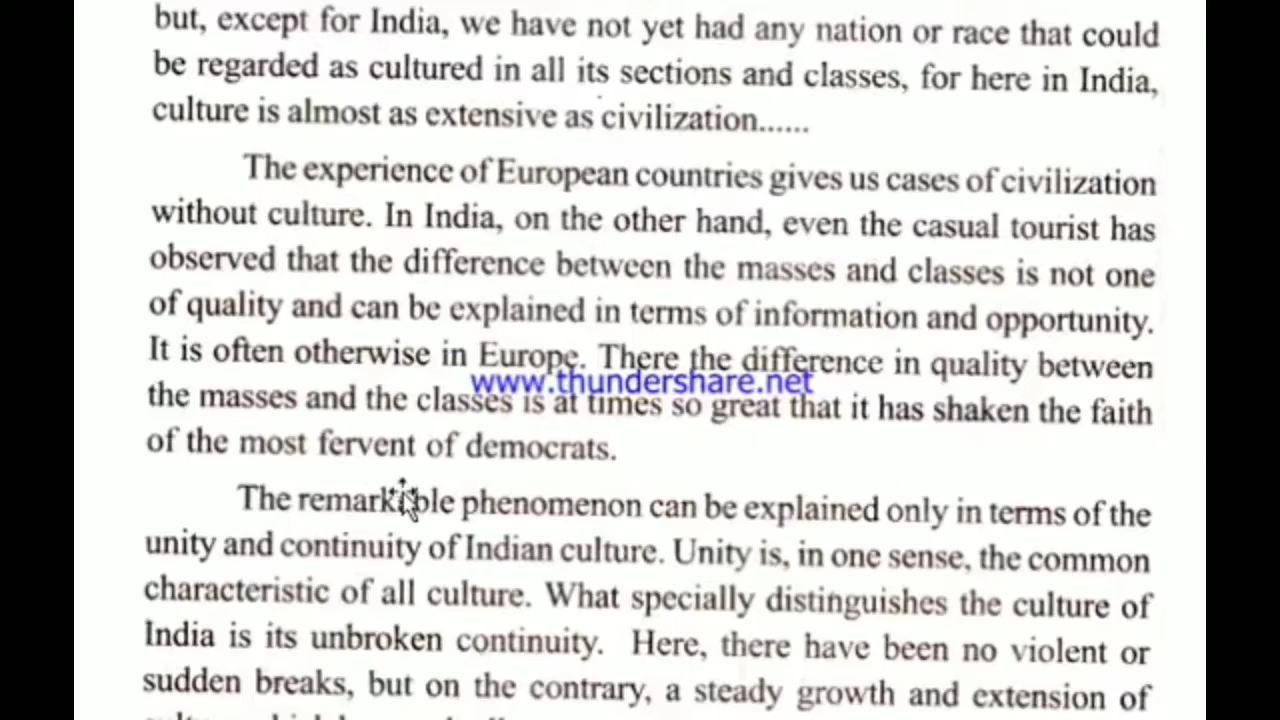 but, except for India, we have not yet had any nation or race that could
be regarded as cultured in all its sections and classes, for here in India,
culture is almost as extensive as civilization......
The experience of European countries gives us cases of civilization
without culture. In India, on the other hand, even the casual tourist has
observed that the difference between the masses and classes is not one
of quality and can be explained in terms of information and opportunity.
It is often otherwise in Europe. There the difference in quality between
www.thundershare.net
the masses and the classes is at times so great that it has shaken the faith
of the most fervent of democrats.
The remarkable phenomenon can be explained only in terms of the
unity and continuity of Indian culture. Unity is, in one sense, the common
characteristic of all culture. What specially distinguishes the culture of
India is its unbroken continuity. Here, there have been no violent or
sudden breaks, but on the contrary, a steady growth and extension of